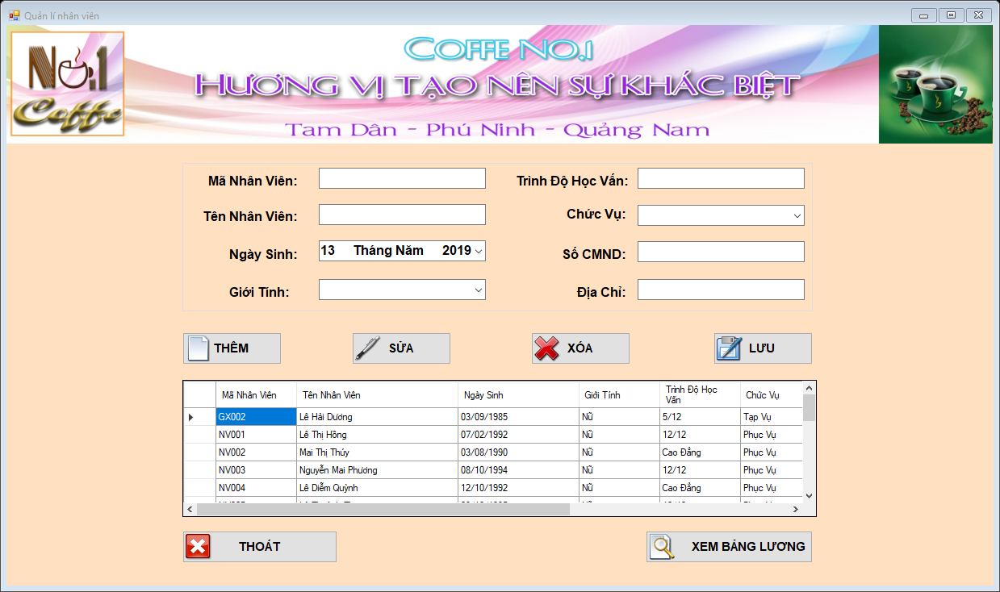 Quản lí nhân viên
No.1
Coffe
COFFE NO.1
HƯƠNG VỊ TẠO NÊN SỰ KHÁC BIỆT
Tam Dân - Phú Ninh - Quảng Nam
Mã Nhân Viên:
Trình Độ Học Vấn:
Tên Nhân Viên:
Chức Vụ:
Ngày Sinh: 13 Tháng Năm 2019
Số CMND:
Giới Tính:
Địa Chỉ:
THÊM SỬA XÓA LƯU
Mã Nhân Viên Tên Nhân Viên Ngày Sinh Giới Tính Trình Độ Học Vấn Chức Vụ
GX002 Lê Hải Dương 03/09/1985 Nữ 5/12 Tạp Vụ
NV001 Lê Thị Hồng 07/02/1992 Nữ 12/12 Phục Vụ
NV002 Mai Thị Thúy 03/08/1990 Nữ Cao Đẳng Phục Vụ
NV003 Nguyễn Mai Phương 08/10/1994 Nữ 12/12 Phục Vụ
NV004 Lê Diễm Quỳnh 12/10/1992 Nữ Cao Đẳng Phục Vụ
THOÁT XEM BẢNG LƯƠNG